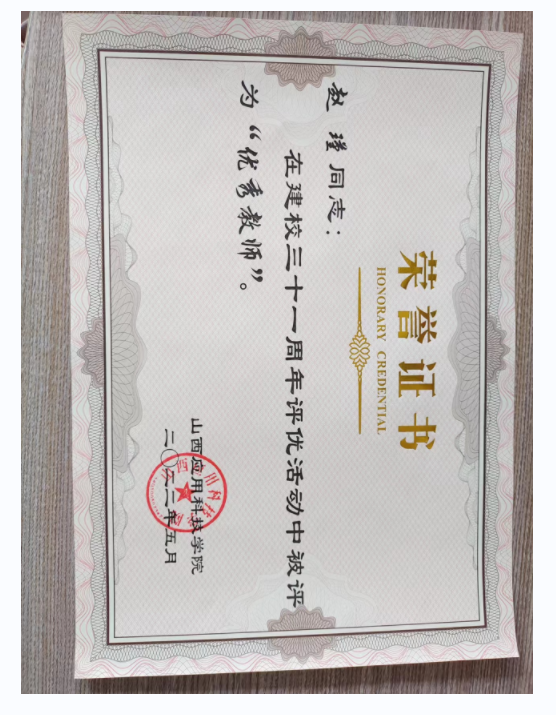 荣誉证书
HONORARY CREDENTIAL
赵瑾同志：
在建校三十一周年评优活动中被评
为“优秀教师”。
山西应用科技学院
二〇二三年五月